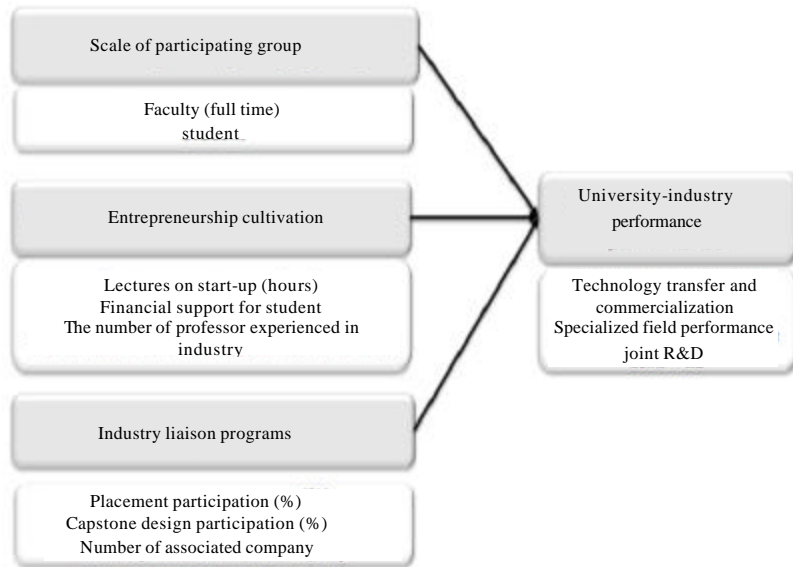 Scale of participating group
Faculty (full time)
student
Entrepreneurship cultivation
Lectures on start-up (hours)
Financial support for student
The number of professor experienced in
industry
Industry liaison programs
Placement participation (%)
Capstone design participation (%)
Number of associated company
University-industry
performance
Technology transfer and
commercialization
Specialized field performance
joint R&D